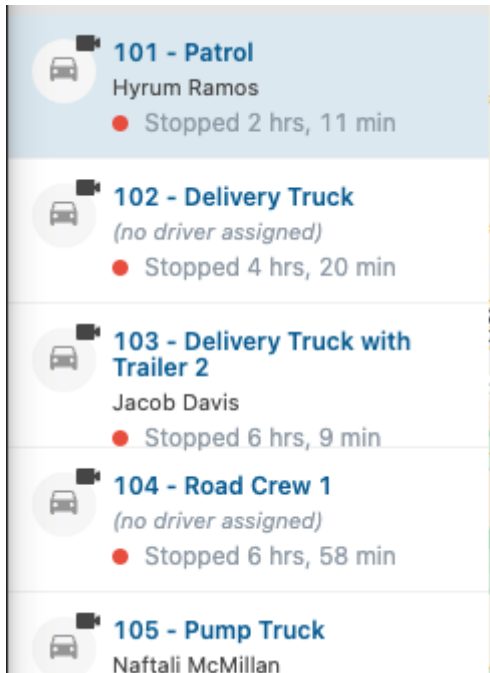 101 - Patrol
Hyrum Ramos
Stopped 2 hrs, 11 min
102 - Delivery Truck
(no driver assigned)
Stopped 4 hrs, 20 min
103 - Delivery Truck with
Trailer 2
Jacob Davis
Stopped 6 hrs, 9 min
104 - Road Crew 1
(no driver assigned)
Stopped 6 hrs, 58 min
105 - Pump Truck
Naftali McMillan